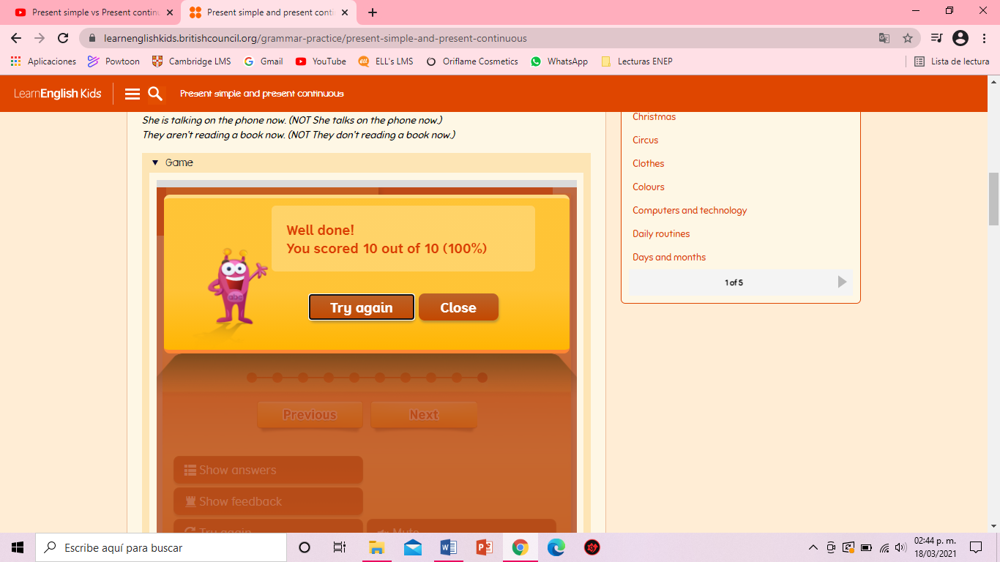 Present simple vs Present contin
Present simple and present conti
learnenglishkids.britishcouncil.org/grammar-practice/present-simple-and-present-continuous
Aplicaciones
Powtoon
Cambridge LMS
Gmail
YouTube
ELL's LMS
Oriflame Cosmetics
WhatsApp
Lecturas ENEP
Lista de lectura
LearnEnglish Kids
Present simple and present continuous
She is talking on the phone now. (NOT She talks on the phone now.)
They aren't reading a book now. (NOT They don't reading a book now.)
Game
Well done!
You scored 10 out of 10 (100%)
Try again
Close
Previous
Next
Show answers
Show feedback
Try again
Mute
Christmas
Circus
Clothes
Colours
Computers and technology
Daily routines
Days and months
1 of 5
Escribe aquí para buscar
02:44 p. m.
18/03/2021